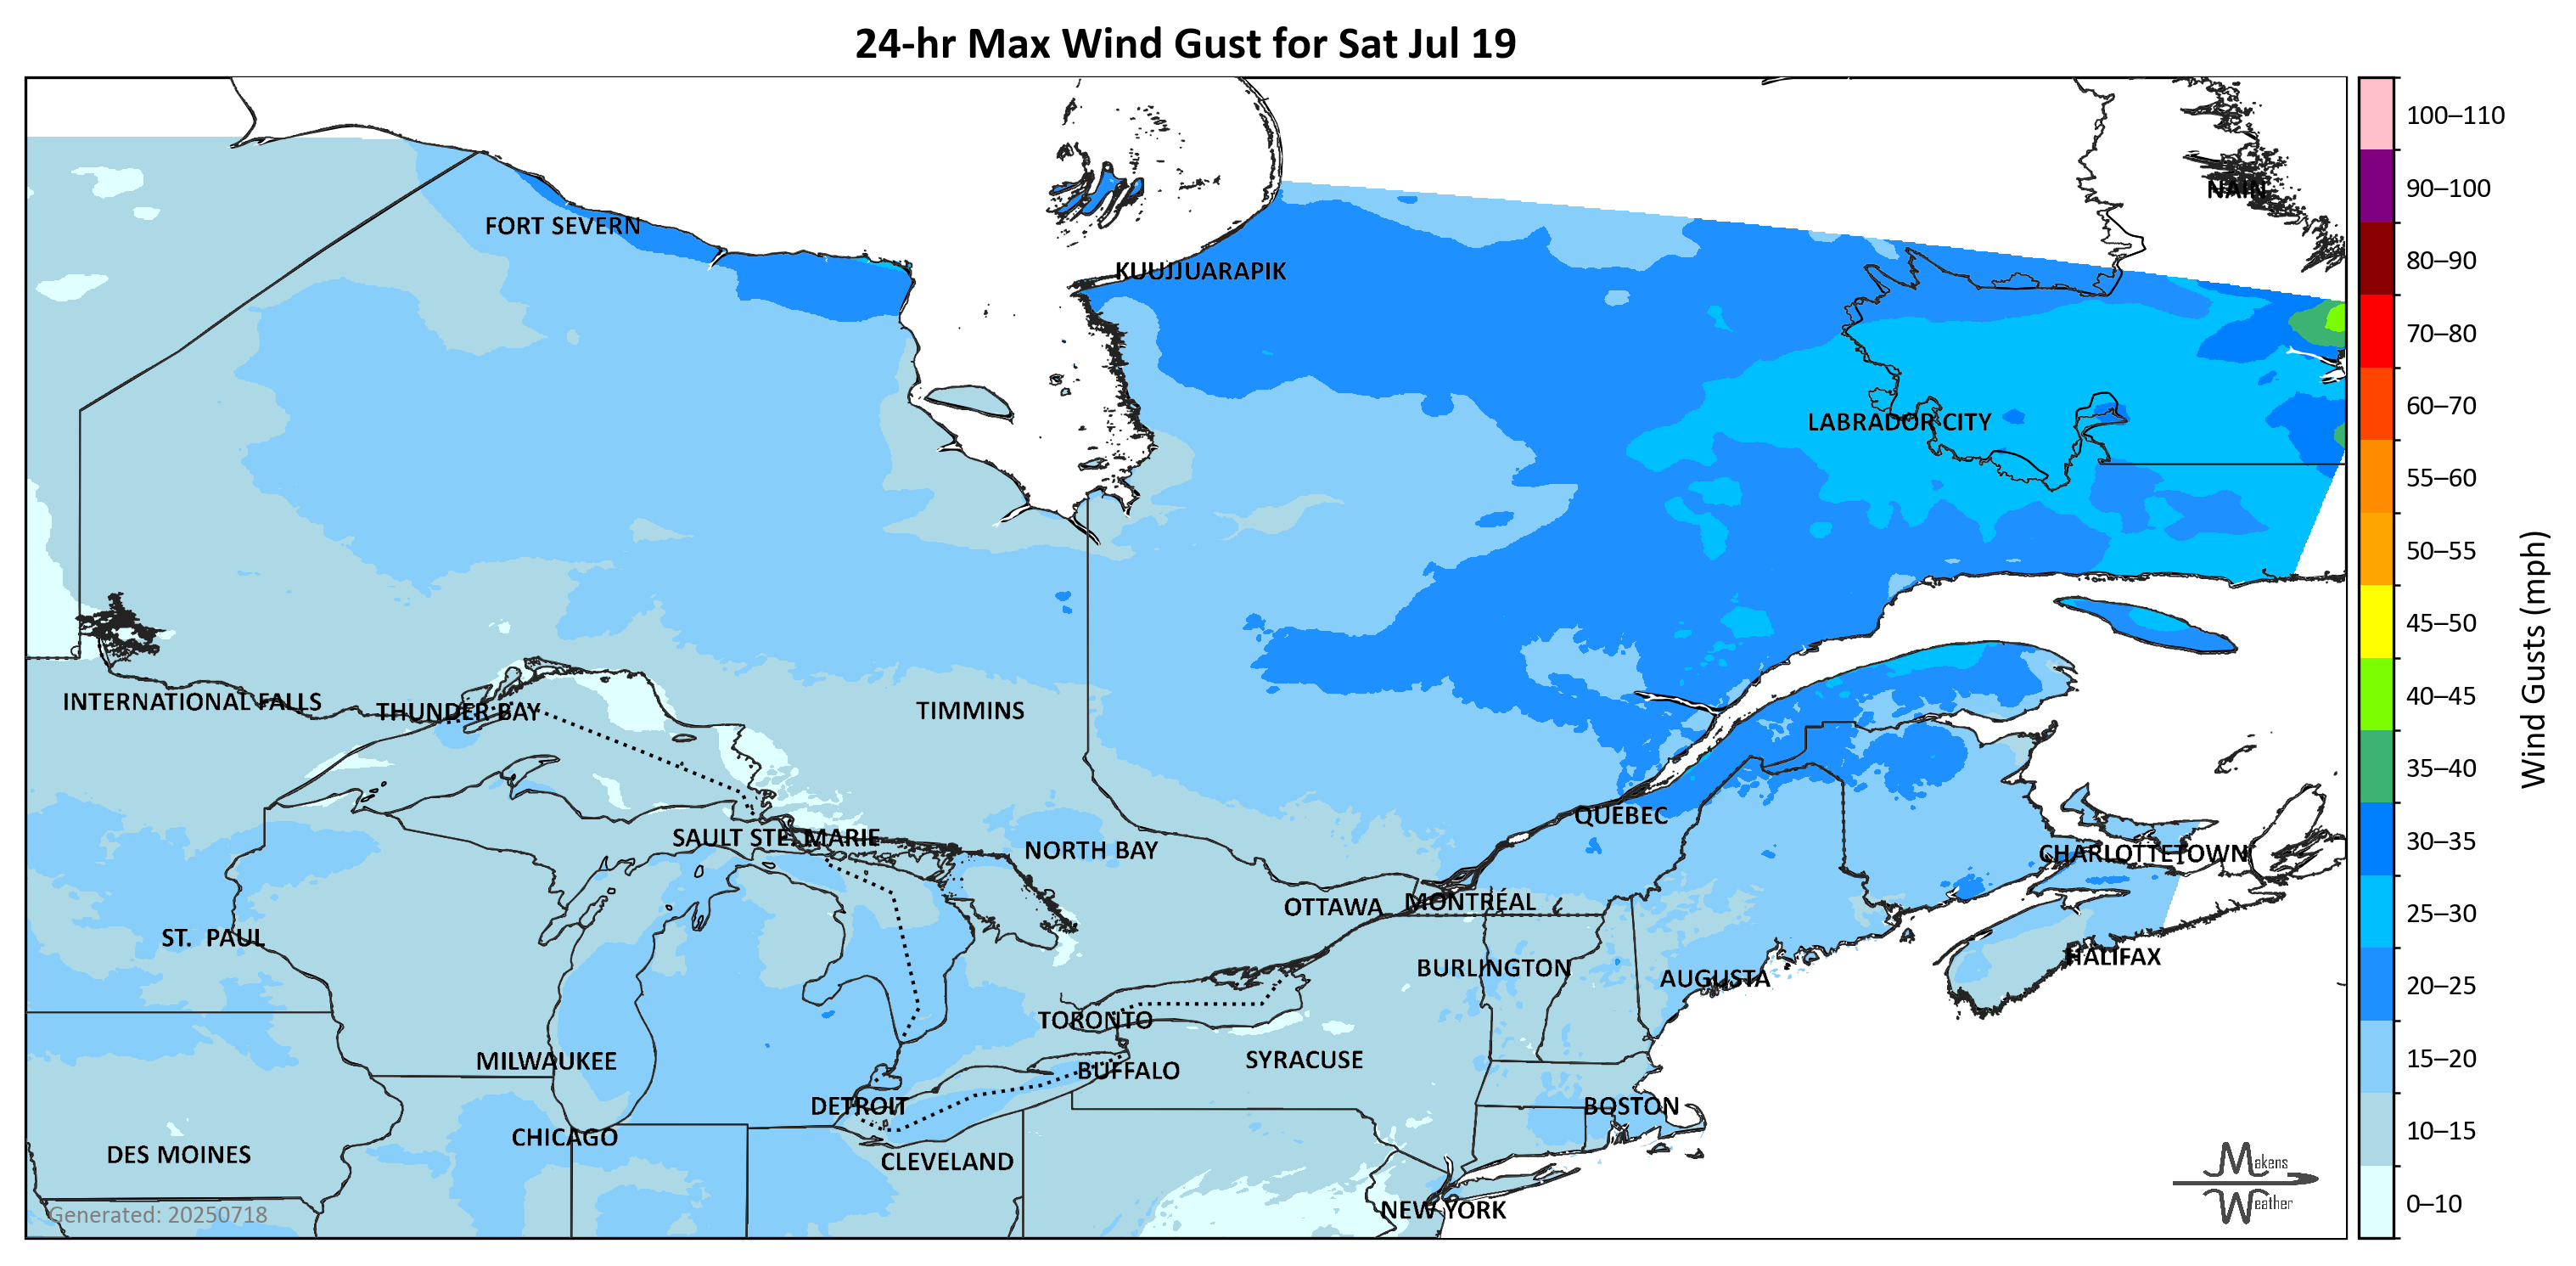 24-hr Max Wind Gust for Sat Jul 19
100–110
90–100
NAIN
FORT SEVERN
80–90
KUUJJUARAPIK
70–80
60–70
LABRADOR CITY
55–60
50–55
45–50
INTERNATIONAL FALLS
THUNDER BAY
TIMMINS
40–45
35–40
Wind Gusts (mph)
QUÉBEC
SAULT STE. MARIE
NORTH BAY
CHARLOTTETOWN
30–35
OTTAWA
MONTRÉAL
25–30
ST. PAUL
BURLINGTON
AUGUSTA
HALIFAX
20–25
TORONTO
MILWAUKEE
SYRACUSE
BUFFALO
15–20
DETROIT
BOSTON
CHICAGO
10–15
DES MOINES
CLEVELAND
Makens
Weather
NEW YORK
0–10
Generated: 20250718